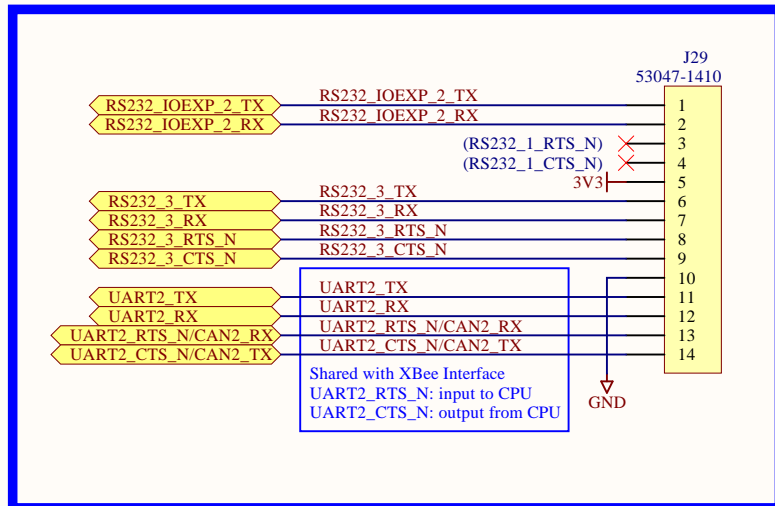 J29
53047-1410
RS232_IOEXP_2_TX RS232_IOEXP_2_TX 1
RS232_IOEXP_2_RX RS232_IOEXP_2_RX 2
(RS232_1_RTS_N) 3
(RS232_1_CTS_N) 4
3V3 5
RS232_3_TX RS232_3_TX 6
RS232_3_RX RS232_3_RX 7
RS232_3_RTS_N RS232_3_RTS_N 8
RS232_3_CTS_N RS232_3_CTS_N 9
10
UART2_TX UART2_TX 11
UART2_RX UART2_RX 12
UART2_RTS_N/CAN2_RX UART2_RTS_N/CAN2_RX 13
UART2_CTS_N/CAN2_TX UART2_CTS_N/CAN2_TX 14
Shared with XBee Interface
UART2_RTS_N: input to CPU
UART2_CTS_N: output from CPU
GND